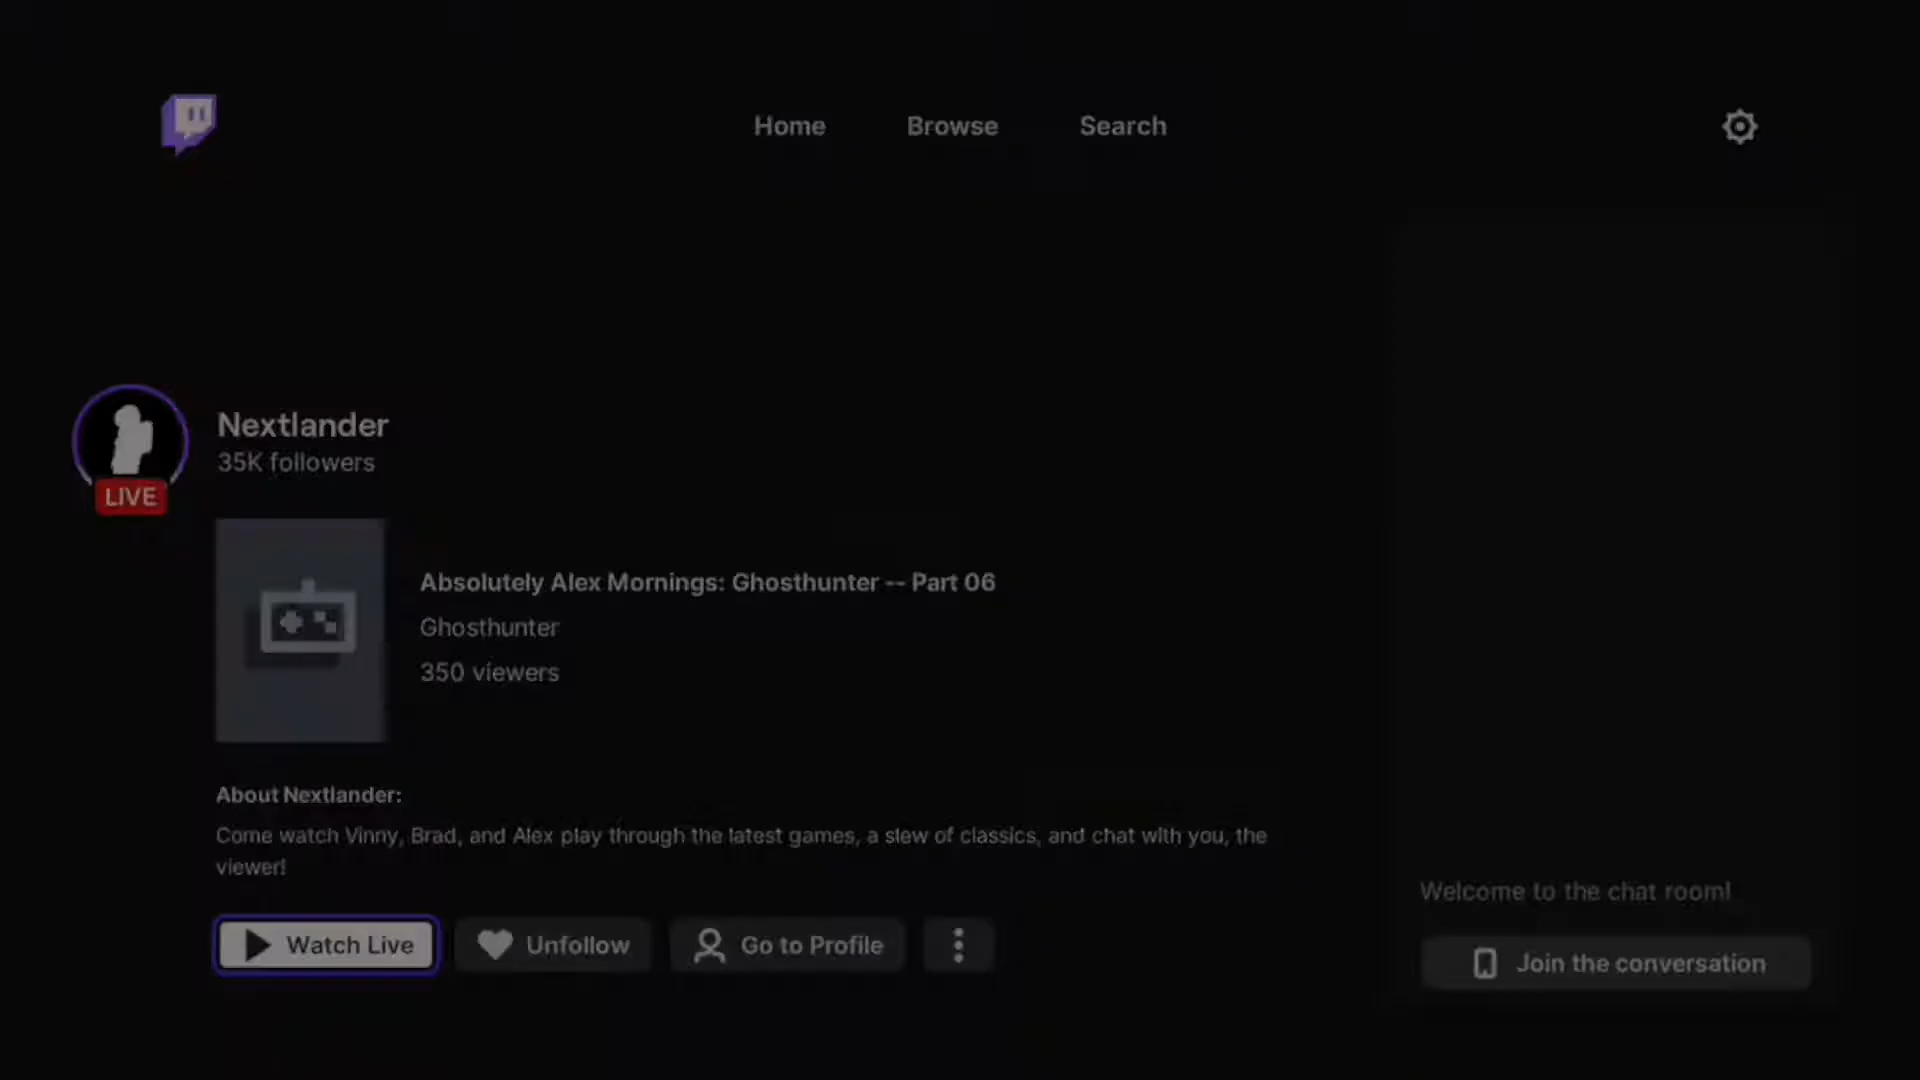 Home
Browse
Search
Nextlander
35K followers
LIVE
Absolutely Alex Mornings: Ghosthunter -- Part 06
Ghosthunter
350 viewers
About Nextlander:
Come watch Vinny, Brad, and Alex play through the latest games, a slew of classics, and chat with you, the
viewer!
Watch Live
Unfollow
Go to Profile
Welcome to the chat room!
Join the conversation